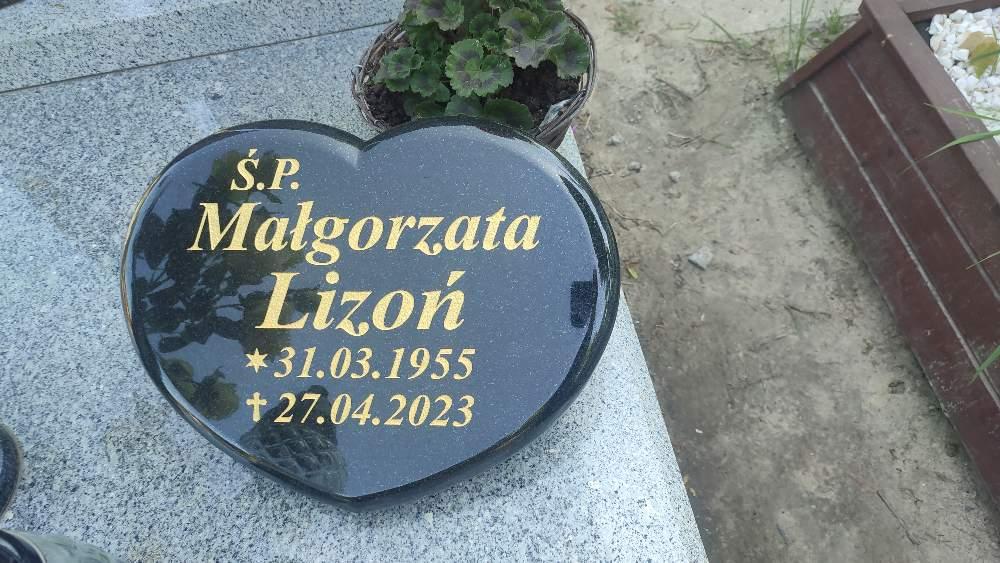 Ś.P.
Małgorzata
Lizoń
✶31.03.1955
✝27.04.2023